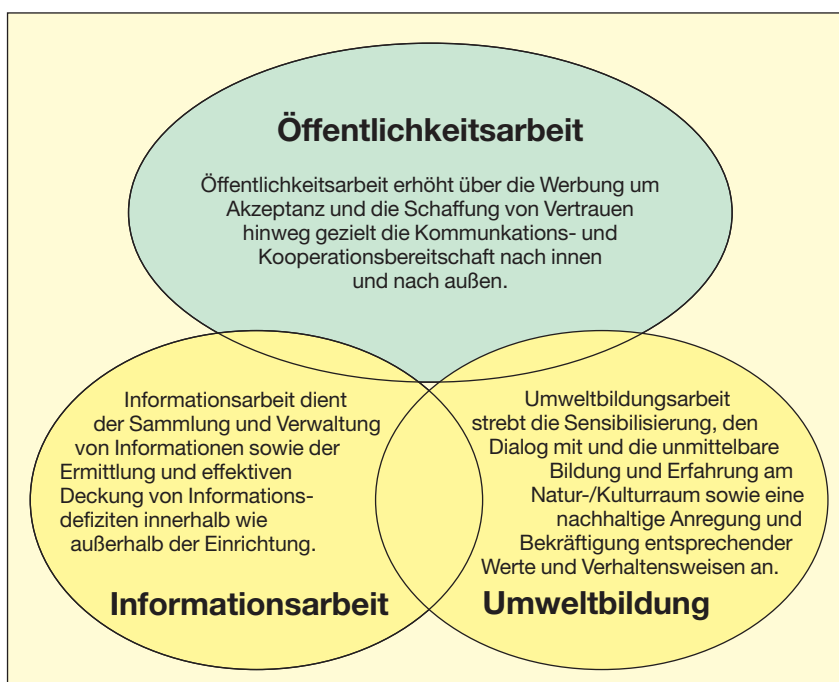 Öffentlichkeitsarbeit
Öffentlichkeitsarbeit erhöht über die Werbung um
Akzeptanz und die Schaffung von Vertrauen
hinweg gezielt die Kommunkations- und
Kooperationsbereitschaft nach innen
und nach außen.
Informationsarbeit dient
der Sammlung und Verwaltung
von Informationen sowie der
Ermittlung und effektiven
Deckung von Informations-
defiziten innerhalb wie
außerhalb der Einrichtung.
Informationsarbeit
Umweltbildungsarbeit
strebt die Sensibilisierung, den
Dialog mit und die unmittelbare
Bildung und Erfahrung am
Natur-/Kulturraum sowie eine
nachhaltige Anregung und
Bekräftigung entsprechender
Werte und Verhaltensweisen an.
Umweltbildung